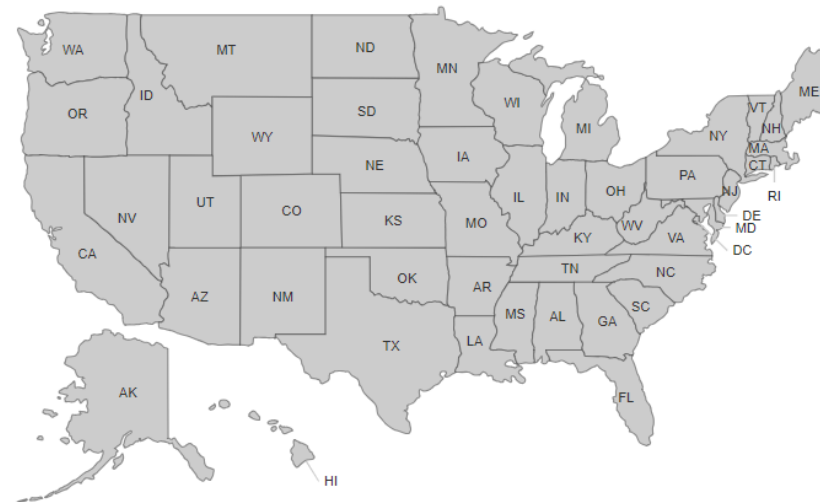 WA
MT
ND
MN
ME
OR
ID
SD
WI
VT
NH
WY
MI
NY
MA
CT
RI
NE
IA
PA
NJ
NV
UT
CO
IL
IN
OH
DE
MD
DC
CA
KS
MO
WV
VA
KY
AZ
NM
OK
AR
TN
NC
SC
MS
AL
GA
TX
LA
FL
AK
HI